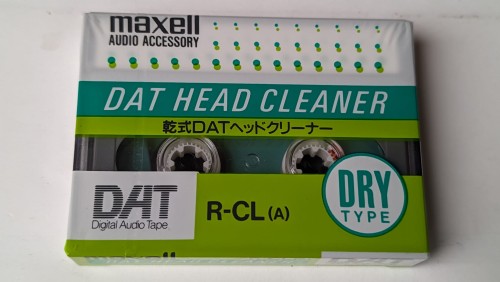 maxell
AUDIO ACCESSORY
DAT HEAD CLEANER
乾式DATヘッドクリーナー
DAT
Digital Audio Tape
R-CL (A)
DRY
TYPE
maxell